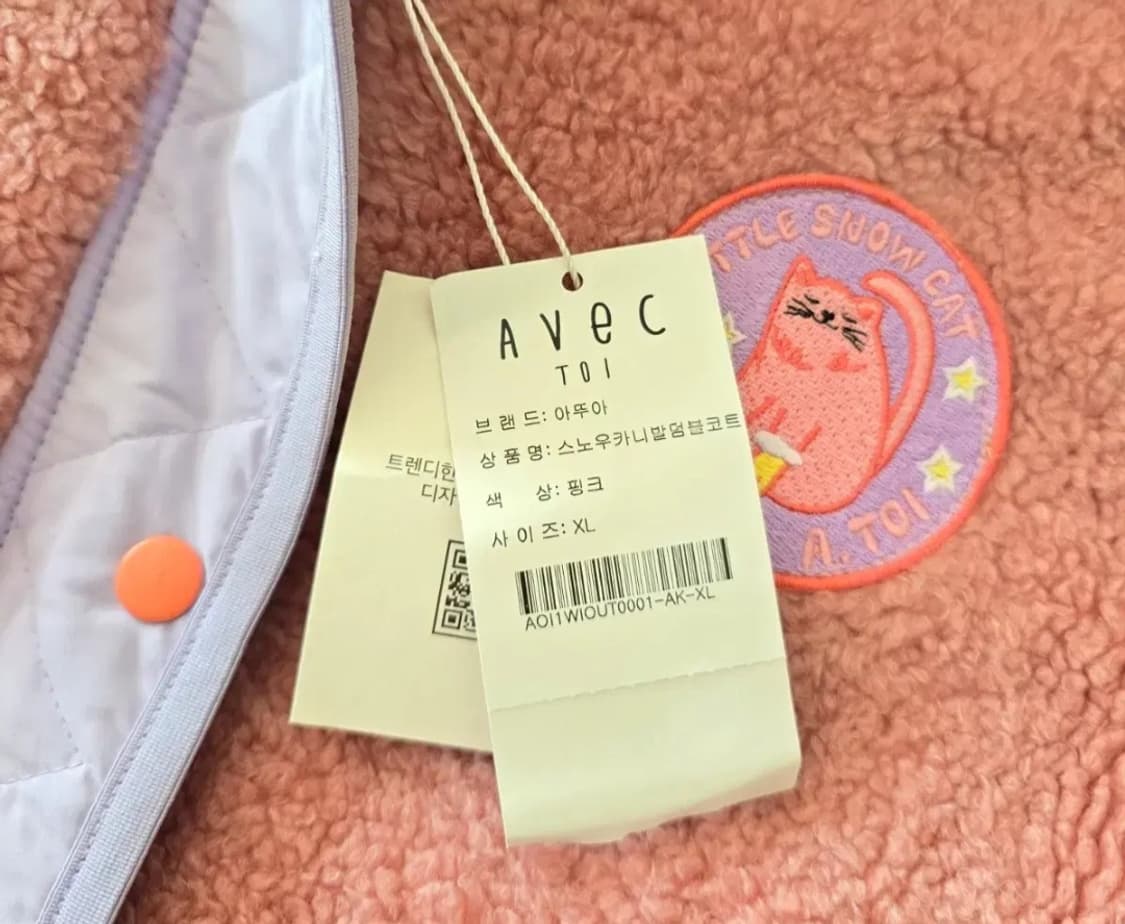 AVeC
TOI
브 랜 드: 아뚜아
상 품 명: 스노우카니발덤블코트
색 상: 핑크
사 이 즈: XL
AOI1WIOUT0001-AK-XL
트렌디한
디자
TTLE SNOW CAT
A. TOI